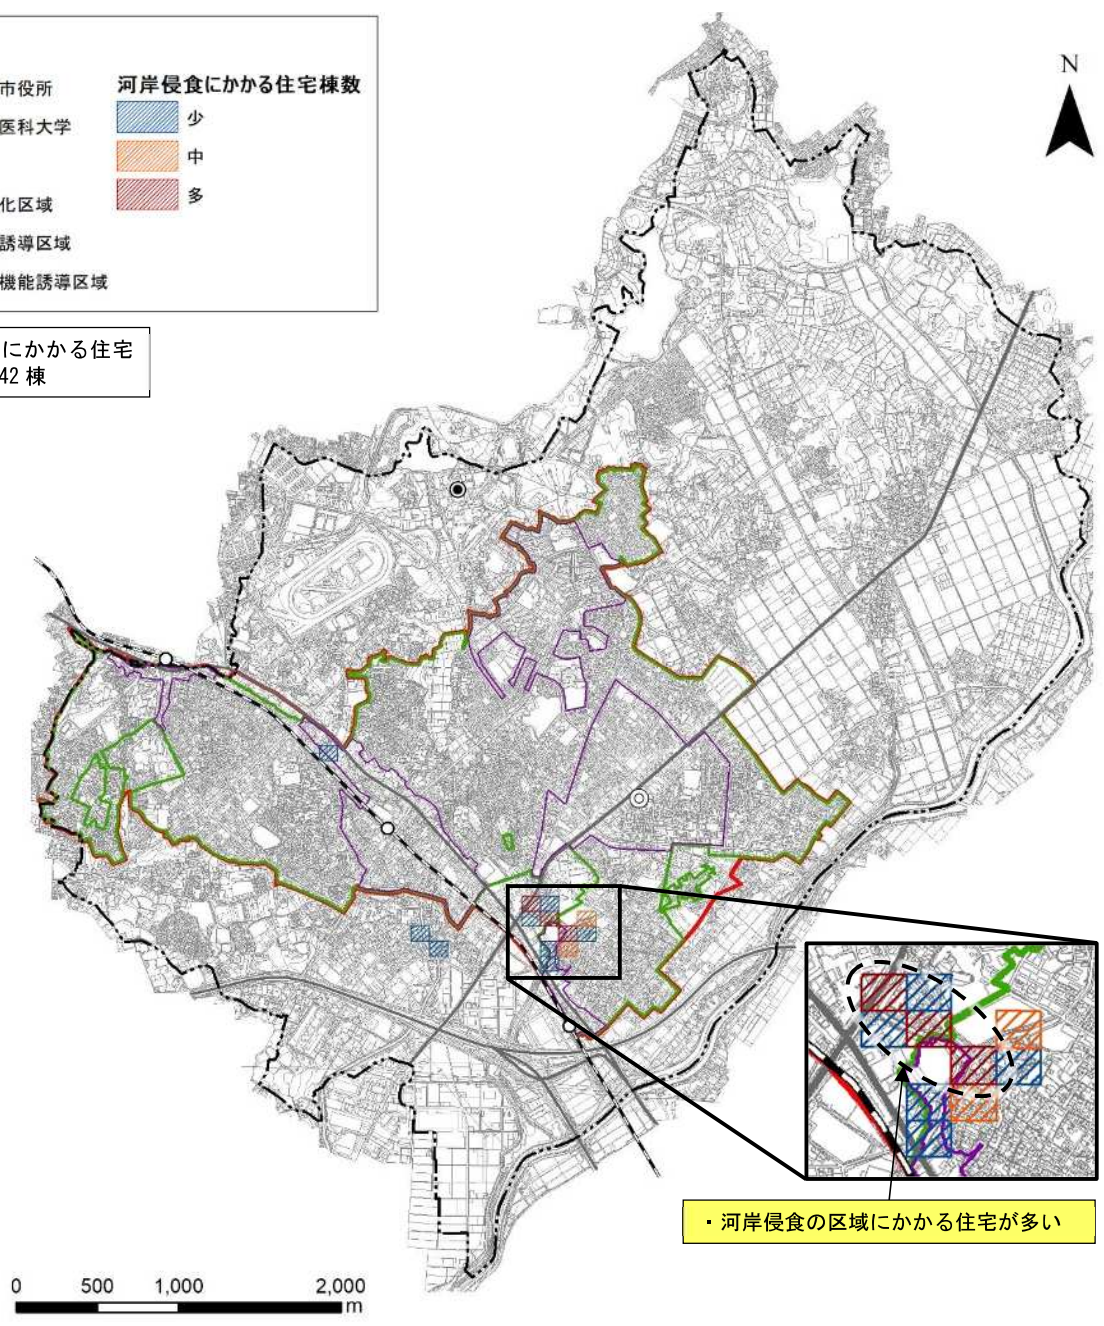 市役所
医科大学
化区域
誘導区域
機能誘導区域
河岸侵食にかかる住宅棟数
少
中
多
にかかる住宅
42 棟
N
・河岸侵食の区域にかかる住宅が多い
0 500 1,000 2,000
m